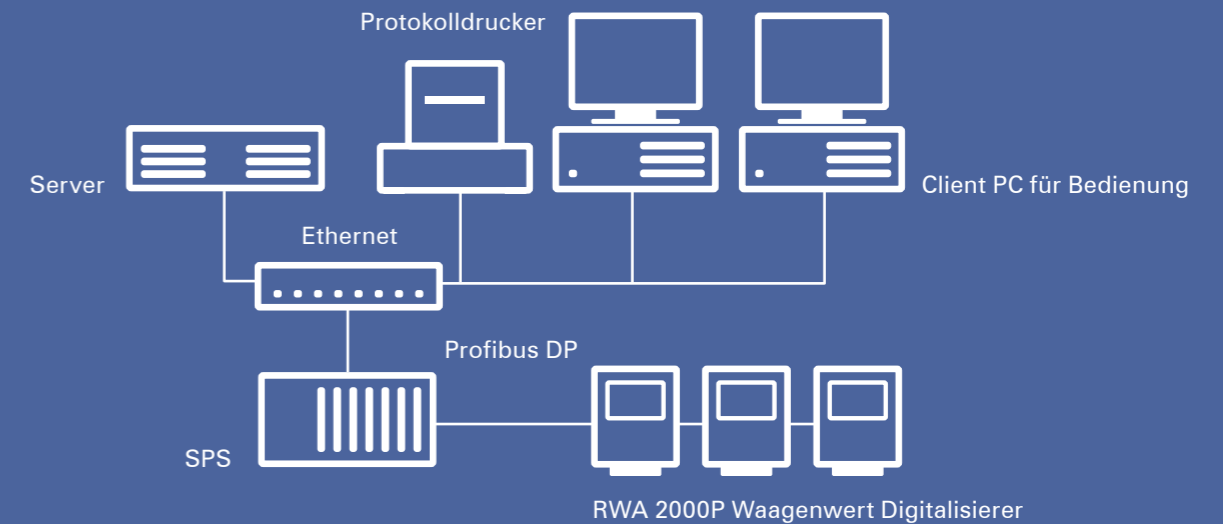 Protokolldrucker
Server
Client PC für Bedienung
Ethernet
Profibus DP
SPS
RWA 2000P Waagenwert Digitalisierer